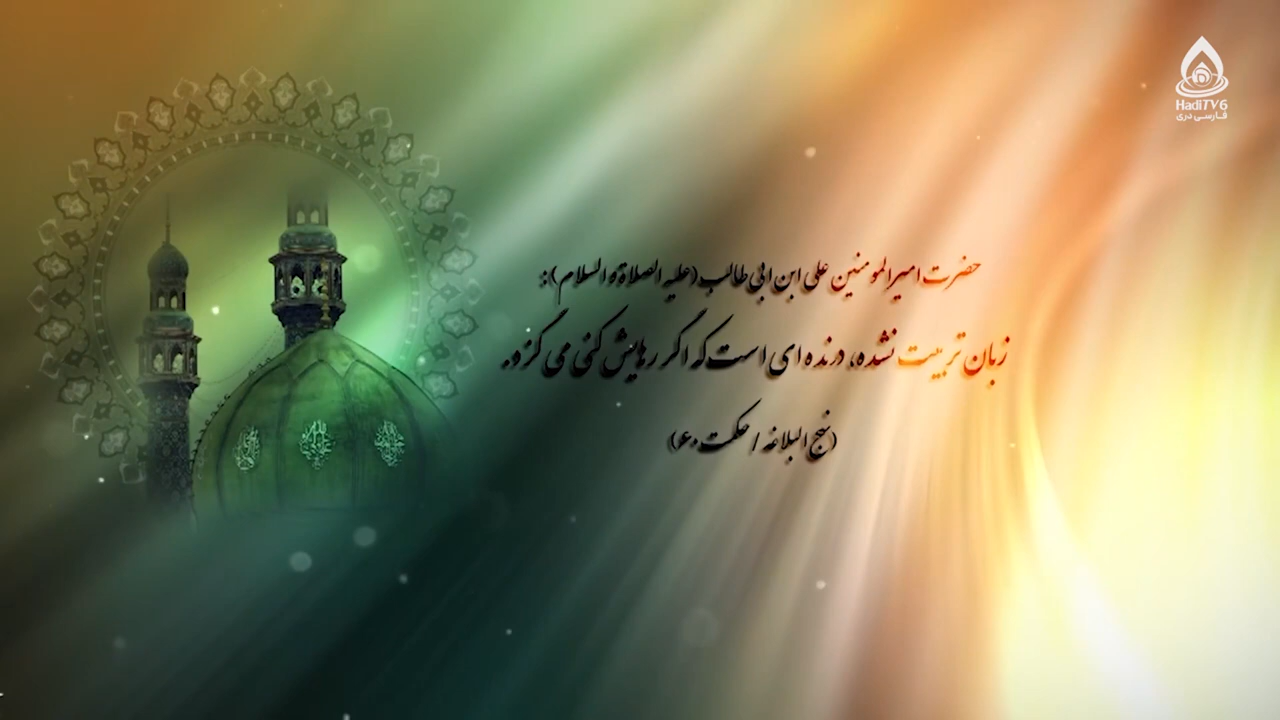 HadiTV6
فارسی دری
حضرت امیرالمومنین علی ابن ابی طالب (علیه الصلاة و السلام):
زبان تربیت نشده، درنده ای است که اگر رهایش کنی می گزد.
(نهج البلاغه / حکمت ۶۰)